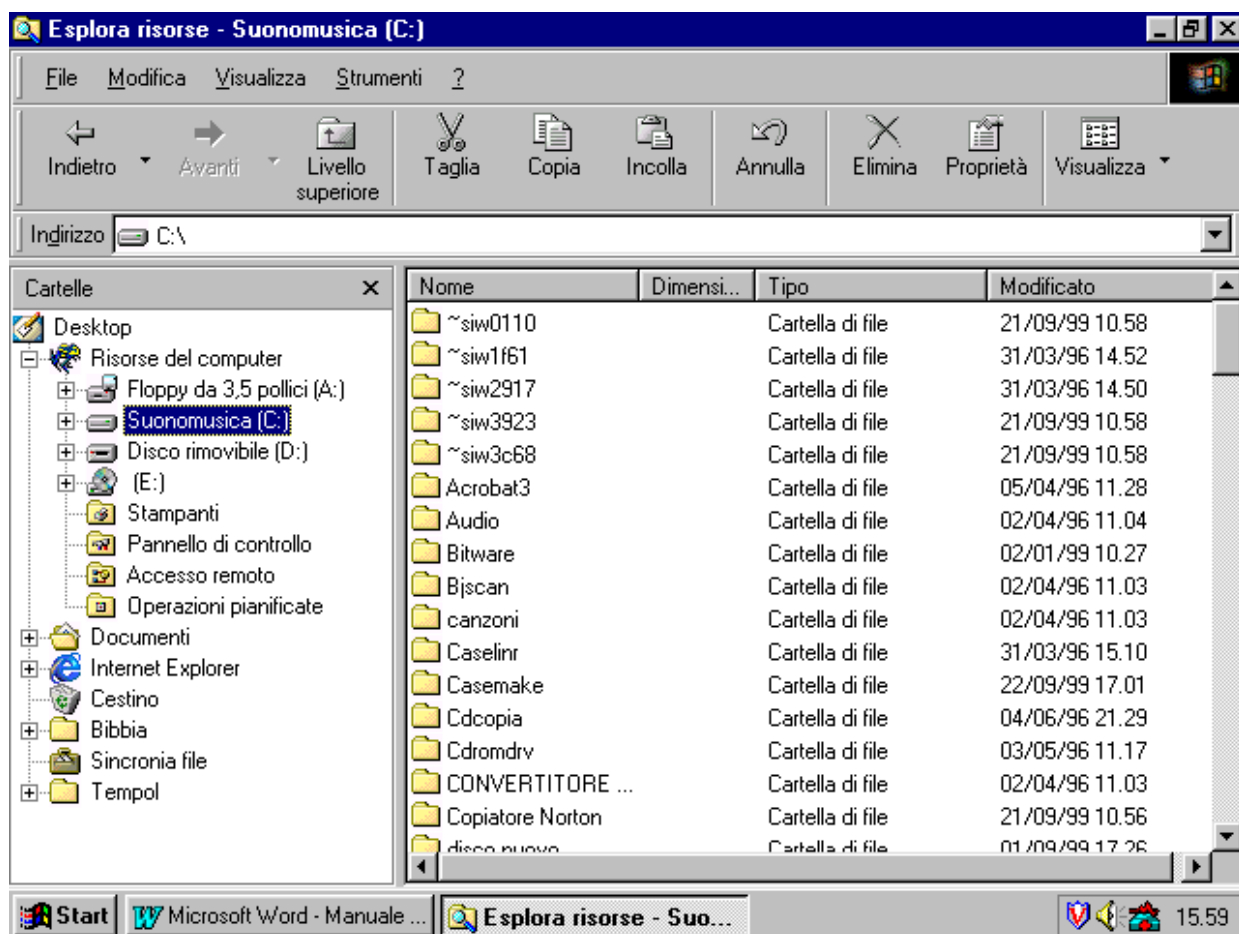 Esplora risorse - Suonomusica (C:)
File Modifica Visualizza Strumenti ?
Indietro Avanti Livello superiore Taglia Copia Incolla Annulla Elimina Proprietà Visualizza
Indirizzo C:\
Cartelle
Desktop
Risorse del computer
Floppy da 3,5 pollici (A:)
Suonomusica (C:)
Disco rimovibile (D:)
(E:)
Stampanti
Pannello di controllo
Accesso remoto
Operazioni pianificate
Documenti
Internet Explorer
Cestino
Bibbia
Sincronia file
Tempol
Nome Dimensi... Tipo Modificato
~siw0110 Cartella di file 21/09/99 10.58
~siw1f61 Cartella di file 31/03/96 14.52
~siw2917 Cartella di file 31/03/96 14.50
~siw3923 Cartella di file 21/09/99 10.58
~siw3c68 Cartella di file 21/09/99 10.58
Acrobat3 Cartella di file 05/04/96 11.28
Audio Cartella di file 02/04/96 11.04
Bitware Cartella di file 02/01/99 10.27
Bjscan Cartella di file 02/04/96 11.03
canzoni Cartella di file 02/04/96 11.03
Caselinr Cartella di file 31/03/96 15.10
Casemake Cartella di file 22/09/99 17.01
Cdcopia Cartella di file 04/06/96 21.29
Cdromdrv Cartella di file 03/05/96 11.17
CONVERTITORE ... Cartella di file 02/04/96 11.03
Copiatore Norton Cartella di file 21/09/99 10.56
disco nuovo Cartella di file 01/09/99 17.26
Start Microsoft Word - Manuale ... Esplora risorse - Suo... 15.59